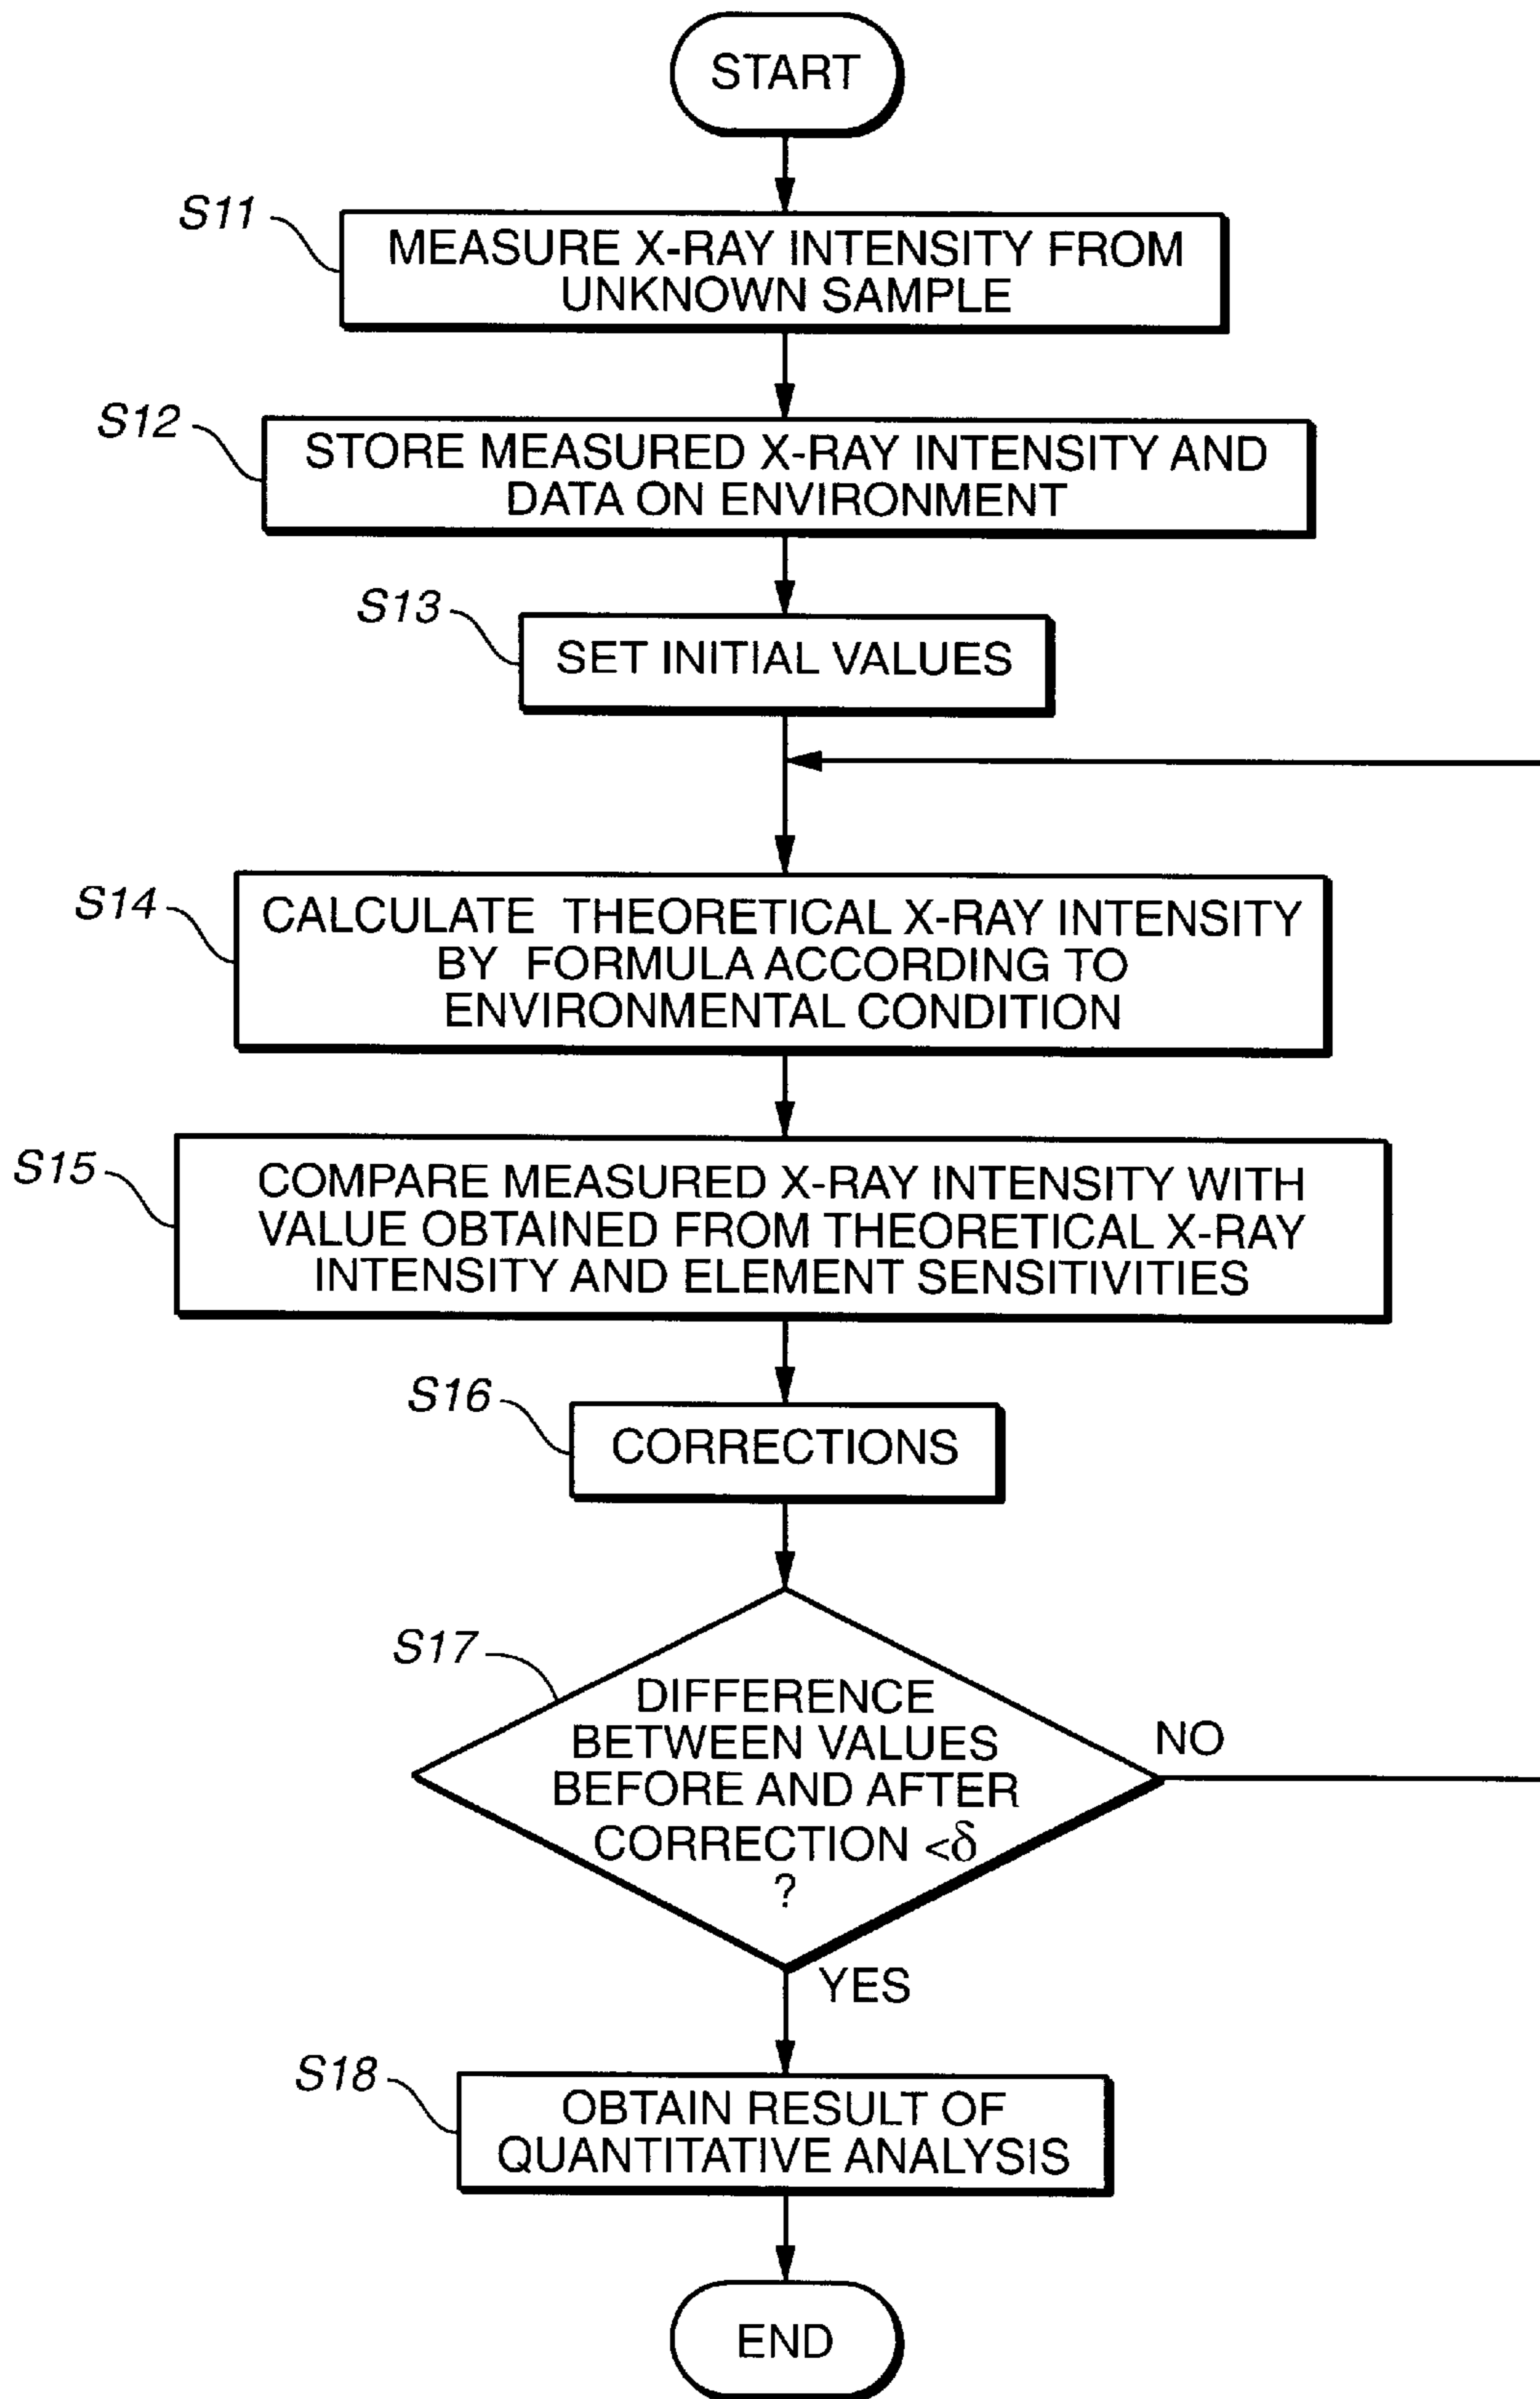 START
S11
MEASURE X-RAY INTENSITY FROM
UNKNOWN SAMPLE
S12
STORE MEASURED X-RAY INTENSITY AND
DATA ON ENVIRONMENT
S13
SET INITIAL VALUES
S14
CALCULATE THEORETICAL X-RAY INTENSITY
BY FORMULA ACCORDING TO
ENVIRONMENTAL CONDITION
S15
COMPARE MEASURED X-RAY INTENSITY WITH
VALUE OBTAINED FROM THEORETICAL X-RAY
INTENSITY AND ELEMENT SENSITIVITIES
S16
CORRECTIONS
S17
DIFFERENCE
BETWEEN VALUES
BEFORE AND AFTER
CORRECTION <δ
?
NO
YES
S18
OBTAIN RESULT OF
QUANTITATIVE ANALYSIS
END